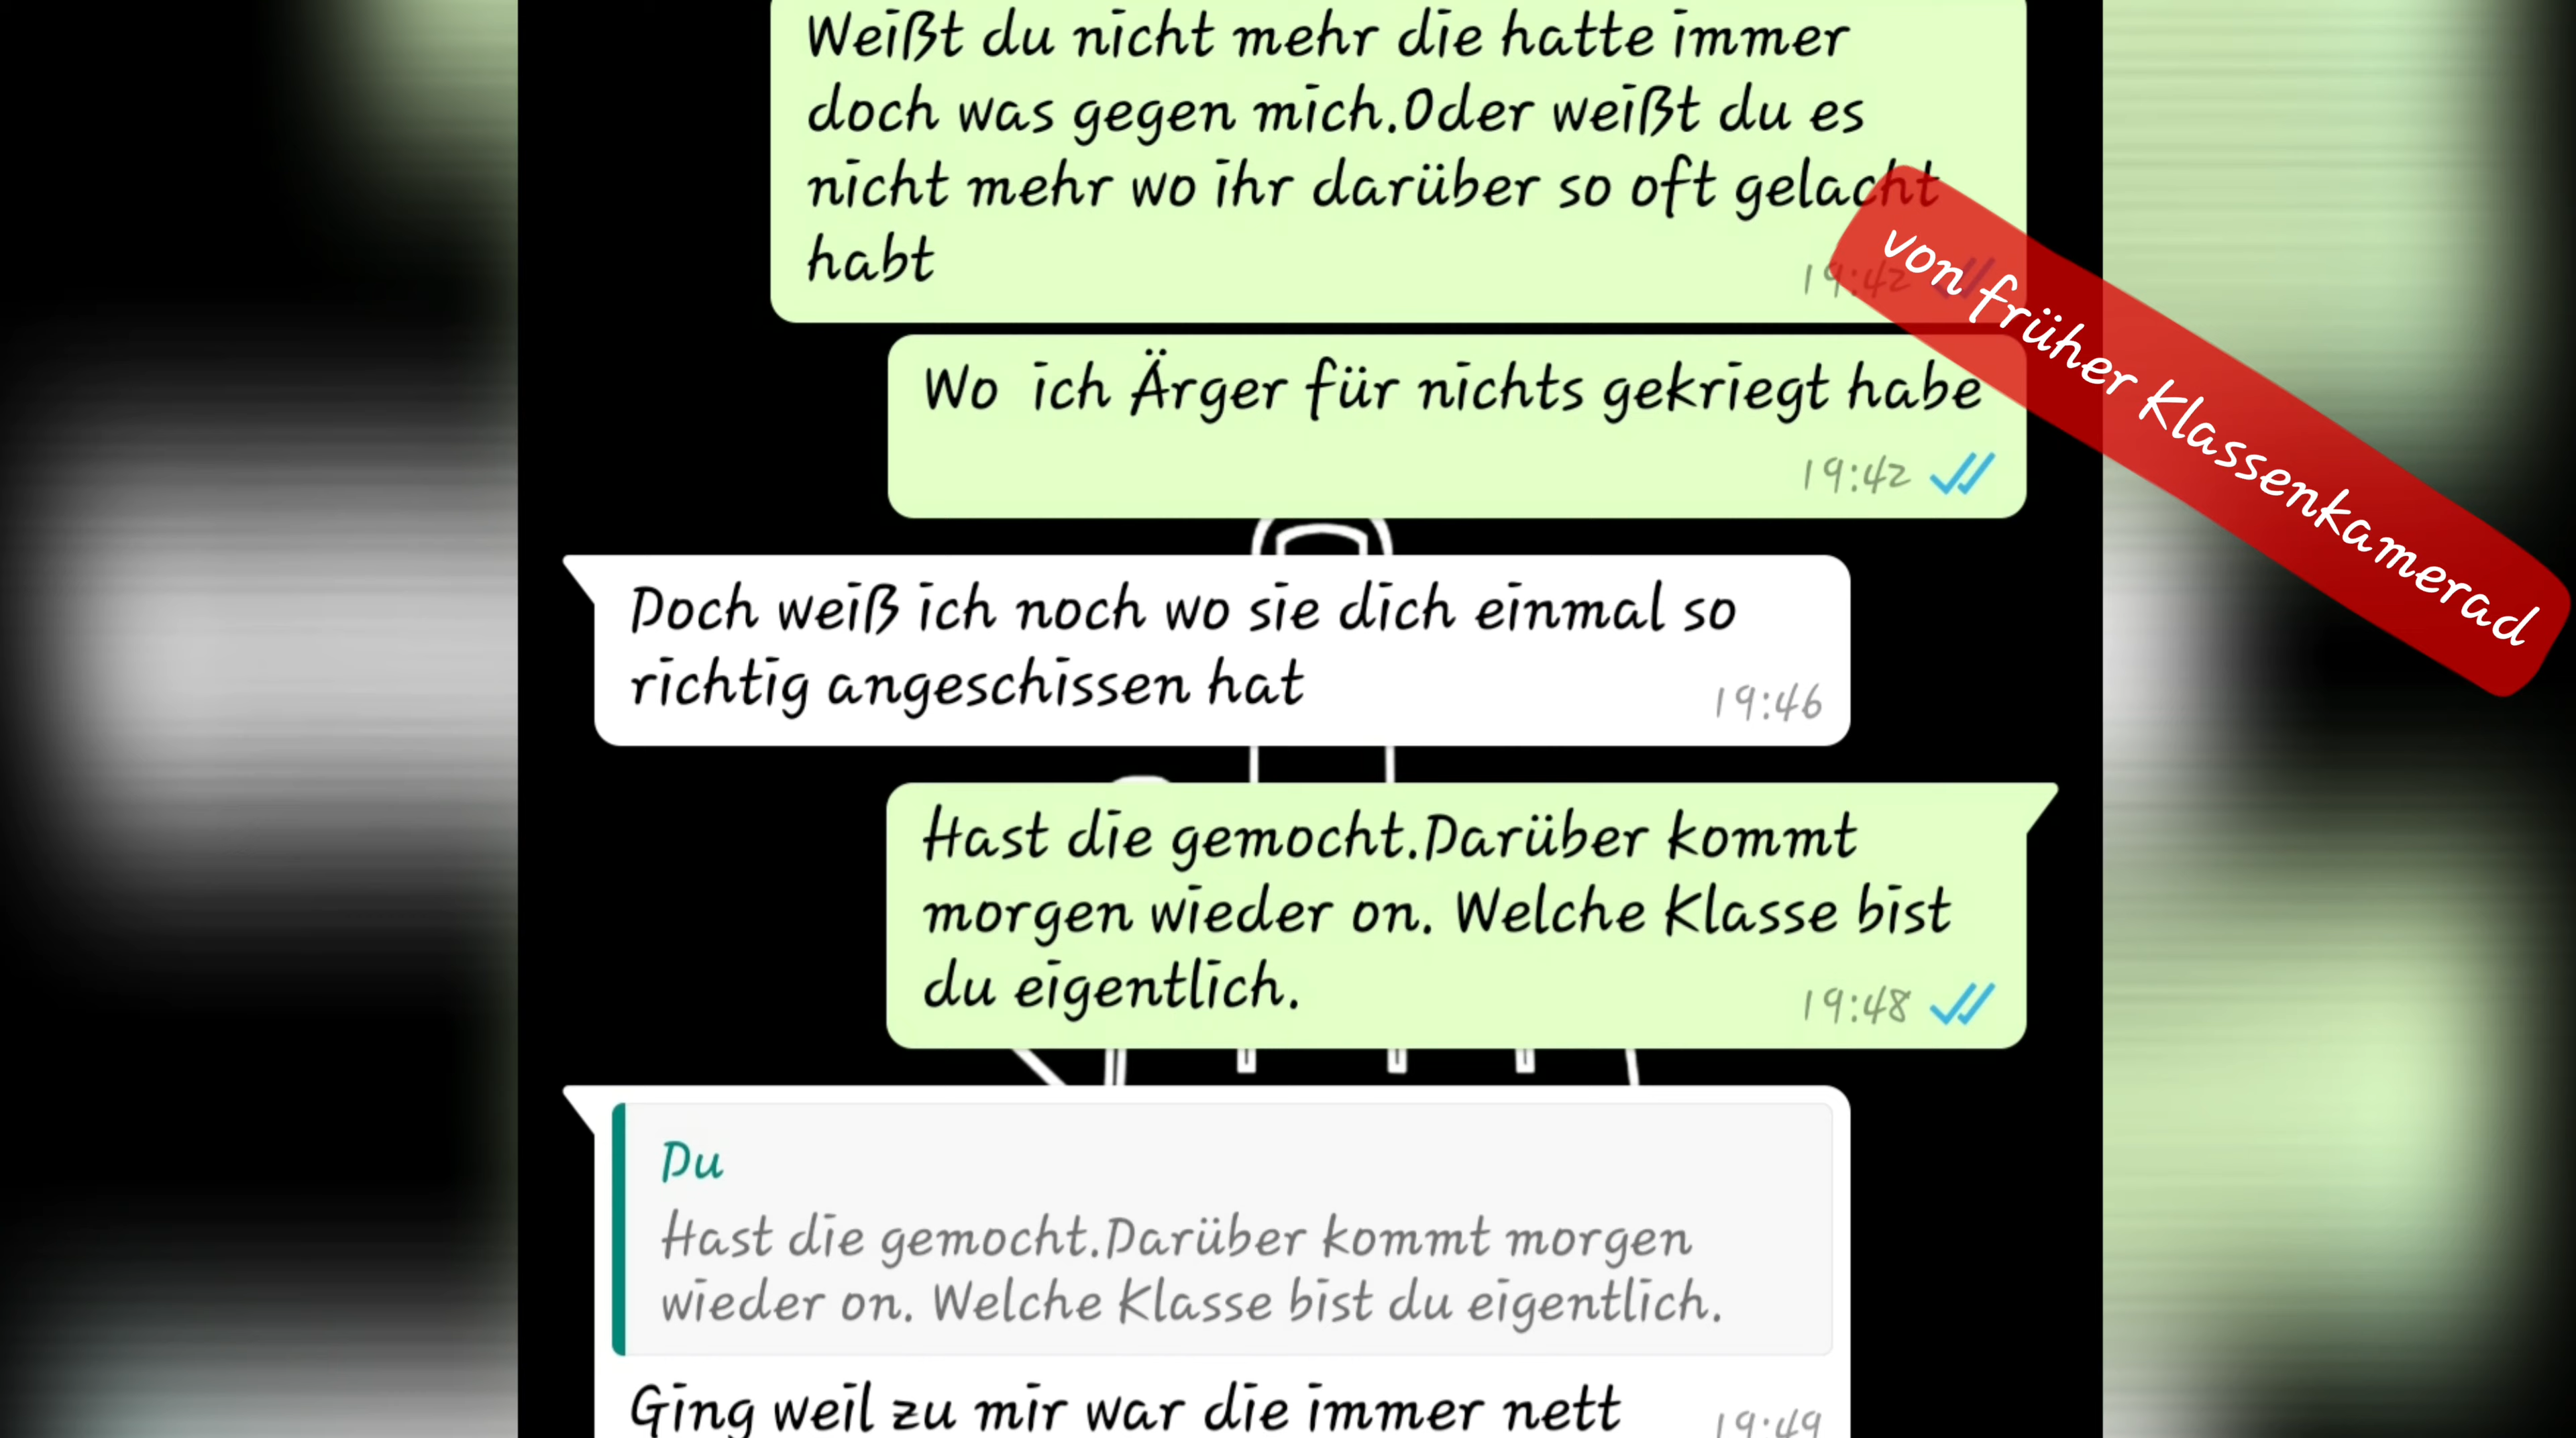 Weißt du nicht mehr die hatte immer
doch was gegen mich.Oder weißt du es
nicht mehr wo ihr darüber so oft gelacht
habt
19:42
von früher Klassenkamerad
Wo ich Ärger für nichts gekriegt habe
19:42
Doch weiß ich noch wo sie dich einmal so
richtig angeschissen hat
19:46
Hast die gemocht.Darüber kommt
morgen wieder on. Welche Klasse bist
du eigentlich.
19:48
Du
Hast die gemocht.Darüber kommt morgen
wieder on. Welche Klasse bist du eigentlich.
Ging weil zu mir war die immer nett
19:49